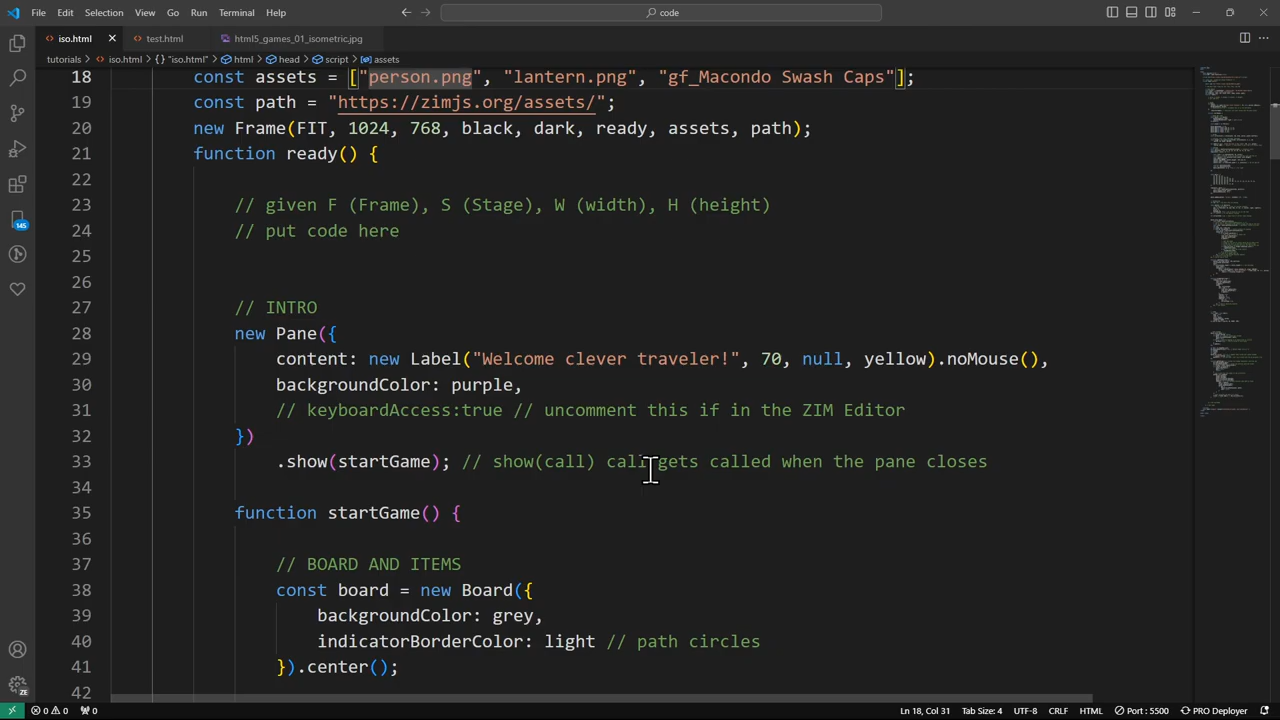 File Edit Selection View Go Run Terminal Help
code
iso.html
test.html
html5_games_01_isometric.jpg
tutorials > iso.html > {} "iso.html" > html > head > script > assets
18 const assets = ["person.png", "lantern.png", "gf_Macondo Swash Caps"];
19 const path = "https://zimjs.org/assets/";
20 new Frame(FIT, 1024, 768, black, dark, ready, assets, path);
21 function ready() {
22
23 // given F (Frame), S (Stage), W (width), H (height)
24 // put code here
25
26
27 // INTRO
28 new Pane({
29 content: new Label("Welcome clever traveler!", 70, null, yellow).noMouse(),
30 backgroundColor: purple,
31 // keyboardAccess:true // uncomment this if in the ZIM Editor
32 })
33 .show(startGame); // show(call) call gets called when the pane closes
34
35 function startGame() {
36
37 // BOARD AND ITEMS
38 const board = new Board({
39 backgroundColor: grey,
40 indicatorBorderColor: light // path circles
41 }).center();
42
145
ZE
0 0 0 Ln 18, Col 31 Tab Size: 4 UTF-8 CRLF HTML Port : 5500 PRO Deployer